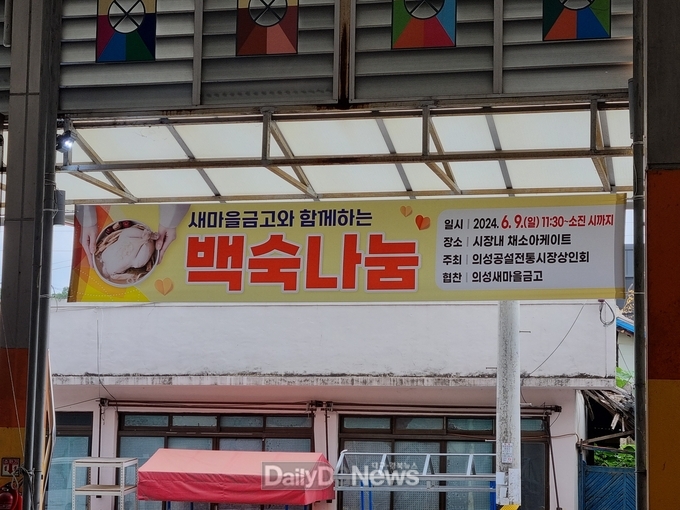 새마을금고와 함께하는
백숙나눔
일시 | 2024. 6. 9.(일) 11:30~소진 시까지
장소 | 시장내 채소아케이트
주최 | 의성공설전통시장상인회
협찬 | 의성새마을금고
DailyDaeguNews